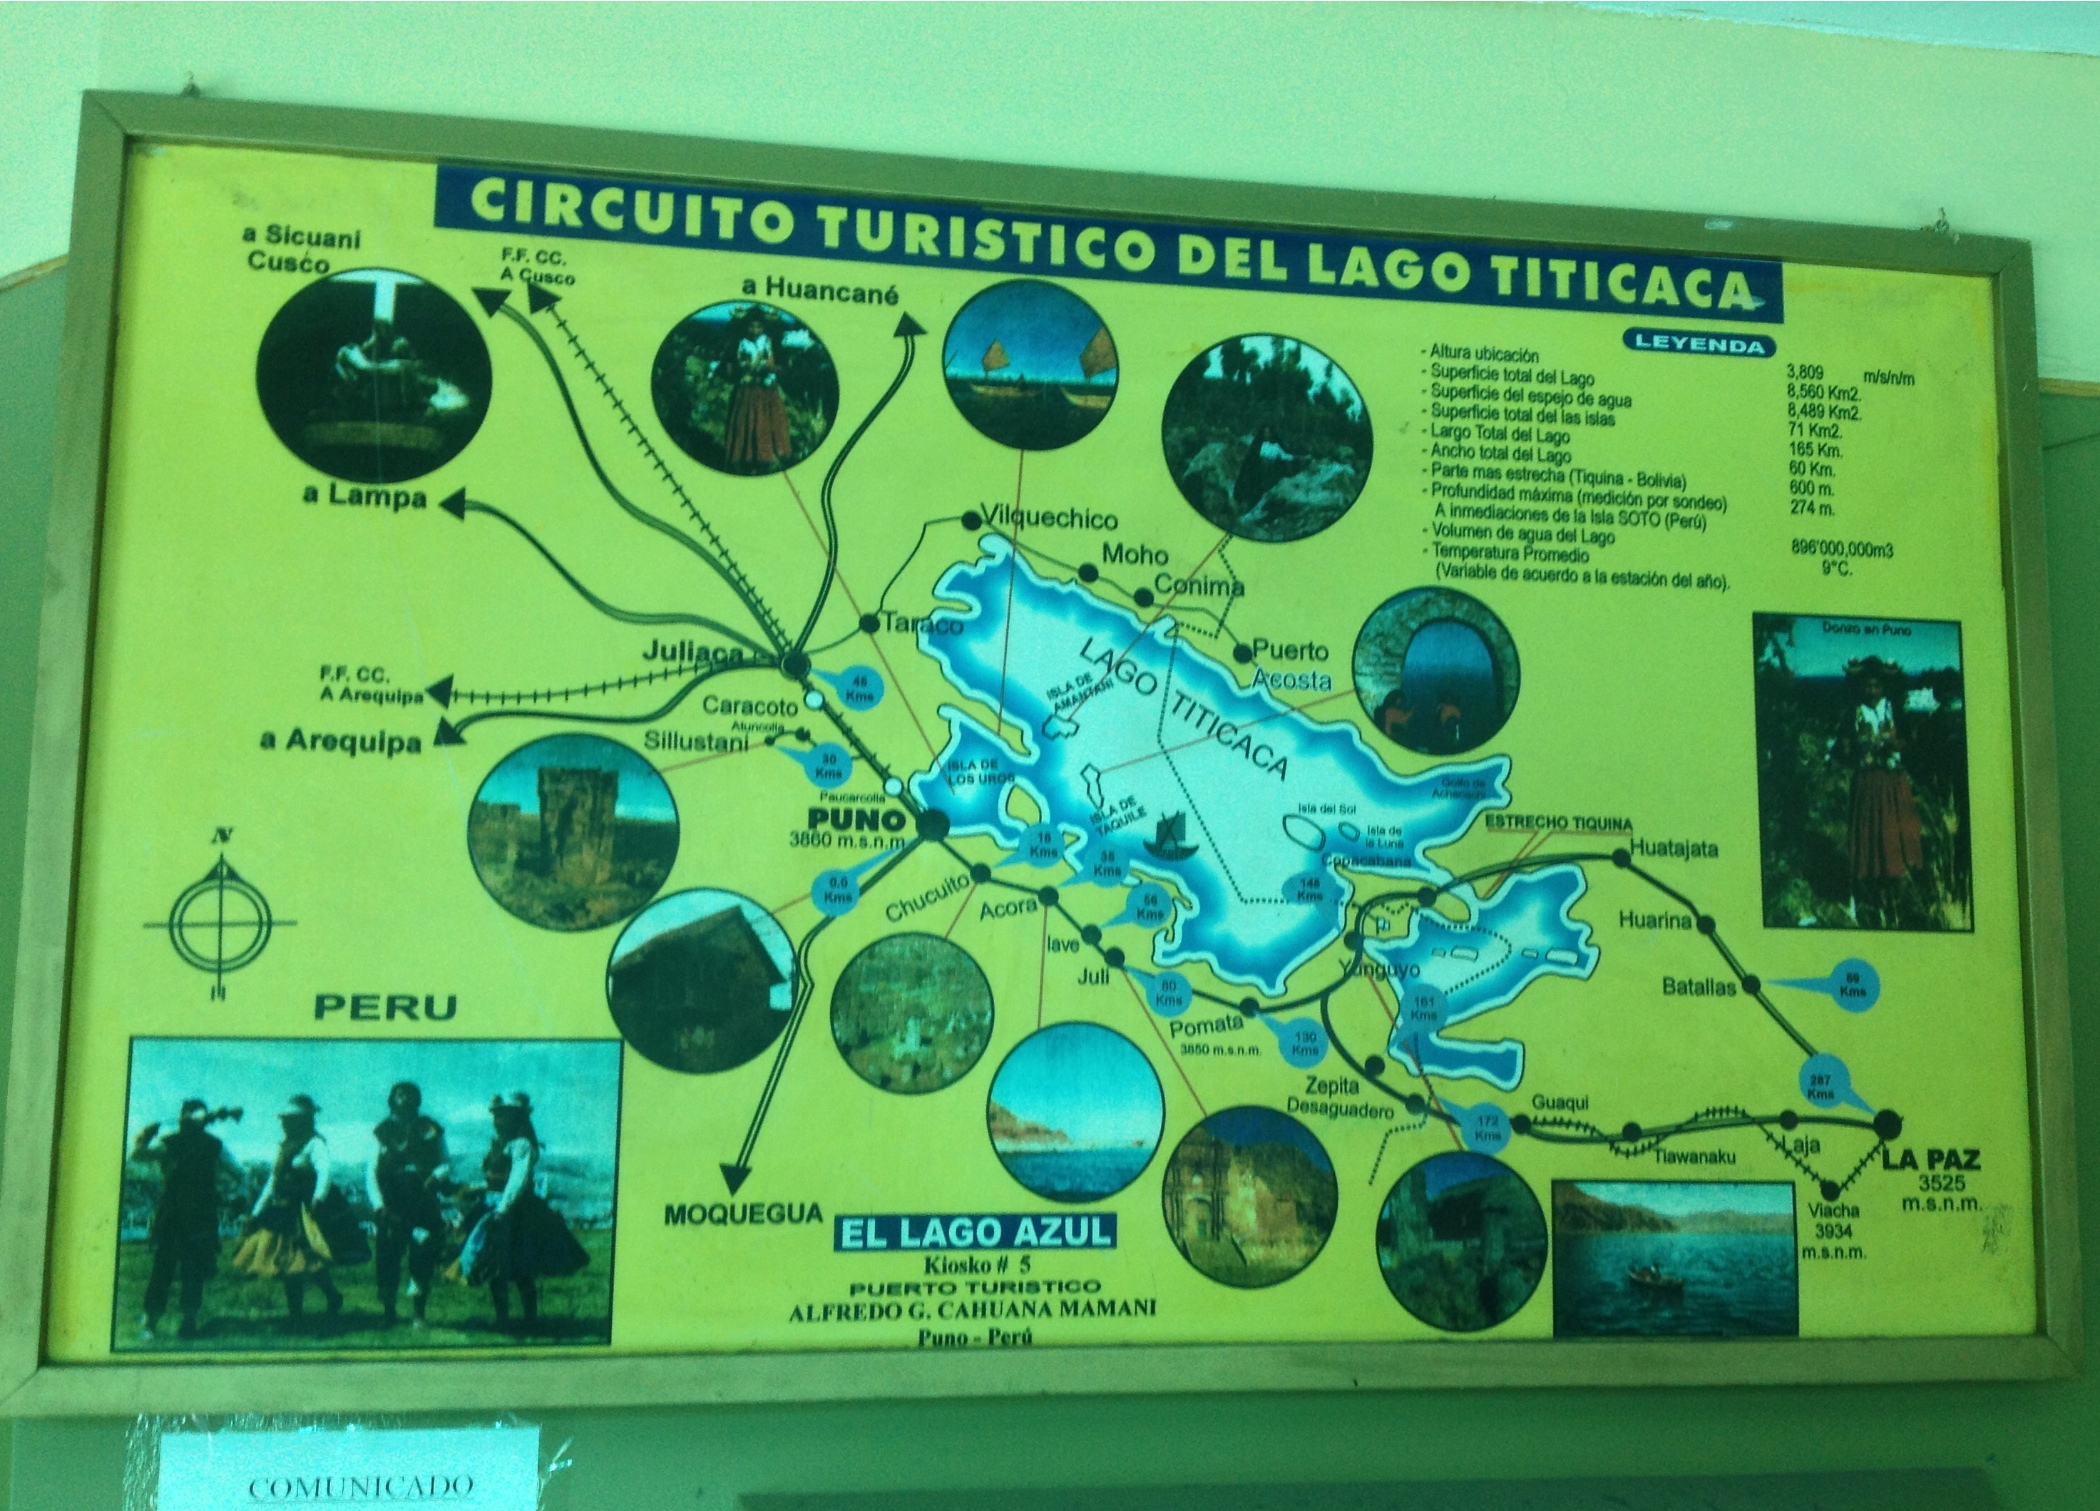 CIRCUITO TURISTICO DEL LAGO TITICACA
a Sicuani
Cusco
F.F. CC.
A Cusco
a Huancané
a Lampa
F.F. CC.
A Arequipa
a Arequipa
LEYENDA
- Altura ubicación 3,809 m/s/n/m
- Superficie total del Lago 8,560 Km2.
- Superficie del espejo de agua 8,489 Km2.
- Superficie total del las islas 71 Km2.
- Largo Total del Lago 165 Km.
- Ancho total del Lago 60 Km.
- Parte mas estrecha (Tiquina - Bolivia) 600 m.
- Profundidad máxima (medición por sondeo) 274 m.
A inmediaciones de la Isla SOTO (Perú)
- Volumen de agua del Lago 896'000,000m3
- Temperatura Promedio 9°C.
(Variable de acuerdo a la estación del año).
Vilquechico
Moho
Conima
Taraco
Puerto
Acosta
Juliaca
45
Kms
Caracoto
Atuncolla
Sillustani
30
Kms
Paucarcolla
PUNO
3860 m.s.n.m.
0.0
Kms
LAGO TITICACA
ISLA DE
AMANTANI
ISLA DE
LOS UROS
ISLA DE
TAQUILE
Isla del Sol
Isla de
la Luna
Golfo de
Achacachi
Copacabana
ESTRECHO TIQUINA
Huatajata
Huarina
Batallas
Kms
Chucuito
18
Kms
Acora
35
Kms
Ilave
56
Kms
Juli
80
Kms
Pomata
3850 m.s.n.m.
130
Kms
Kms
Yunguyo
161
Kms
Zepita
Desaguadero
172
Kms
Guaqui
Tiawanaku
Laja
287
Kms
LA PAZ
3525
m.s.n.m.
Viacha
3934
m.s.n.m.
Danza en Puno
N
PERU
MOQUEGUA
EL LAGO AZUL
Kiosko # 5
PUERTO TURISTICO
ALFREDO G. CAHUANA MAMANI
Puno - Perú
COMUNICADO